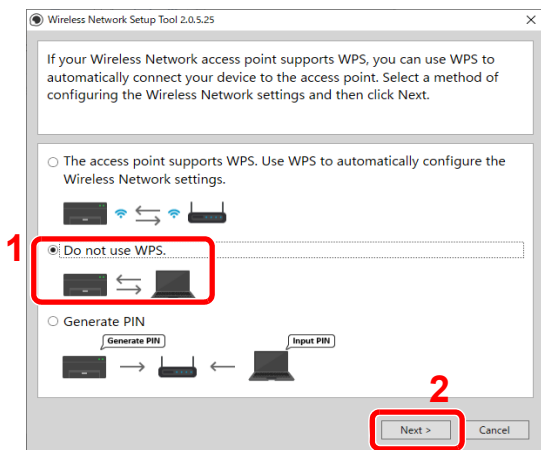 Wireless Network Setup Tool 2.0.5.25
If your Wireless Network access point supports WPS, you can use WPS to
automatically connect your device to the access point. Select a method of
configuring the Wireless Network settings and then click Next.
The access point supports WPS. Use WPS to automatically configure the
Wireless Network settings.
1
Do not use WPS.
Generate PIN
Generate PIN
Input PIN
2
Next >
Cancel